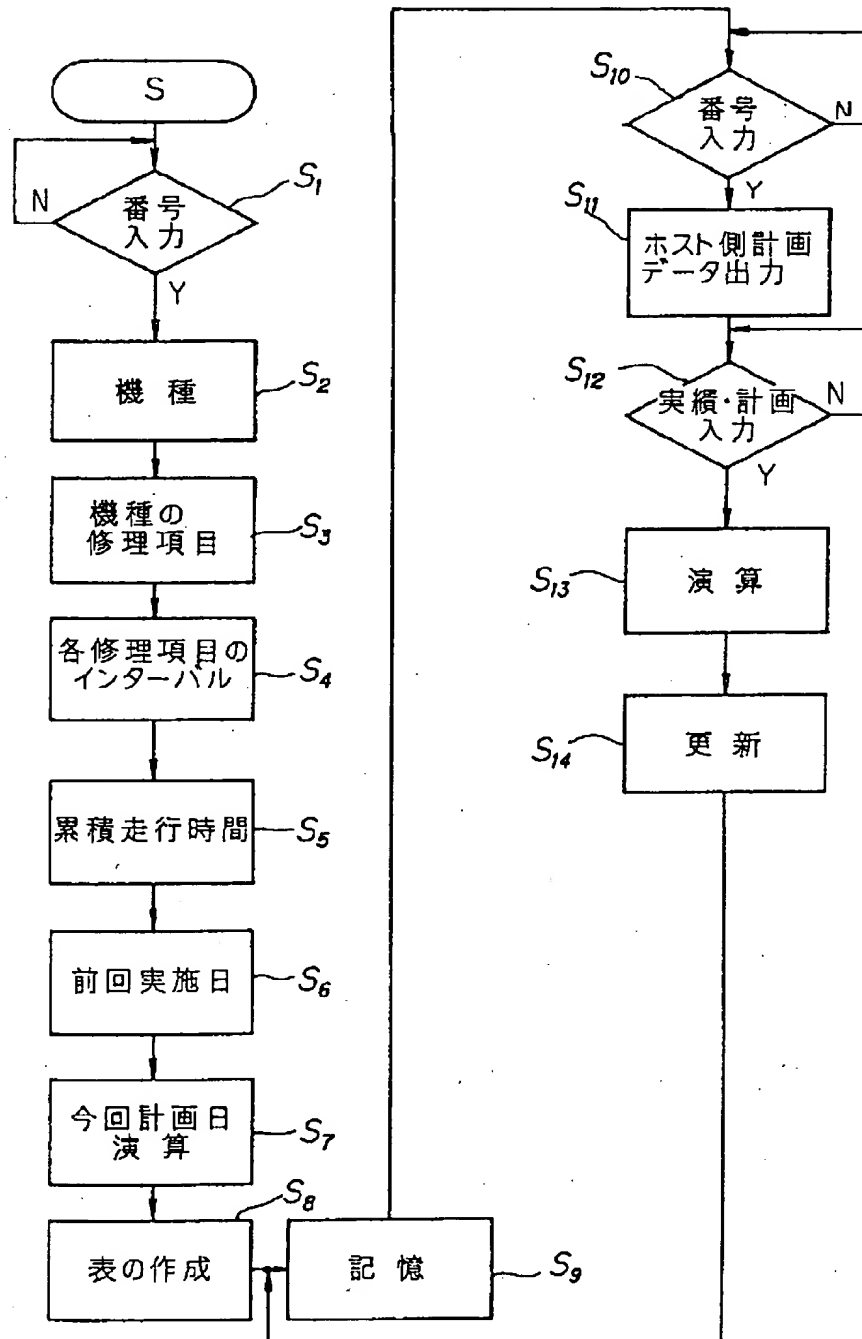 S
番号
入力
N
S1
Y
機種
S2
機種の
修理項目
S3
各修理項目の
インターバル
S4
累積走行時間
S5
前回実施日
S6
今回計画日
演算
S7
S8
表の作成
記憶
S9
S10
番号
入力
N
Y
S11
ホスト側計画
データ出力
S12
実績・計画
入力
N
Y
S13
演算
S14
更新